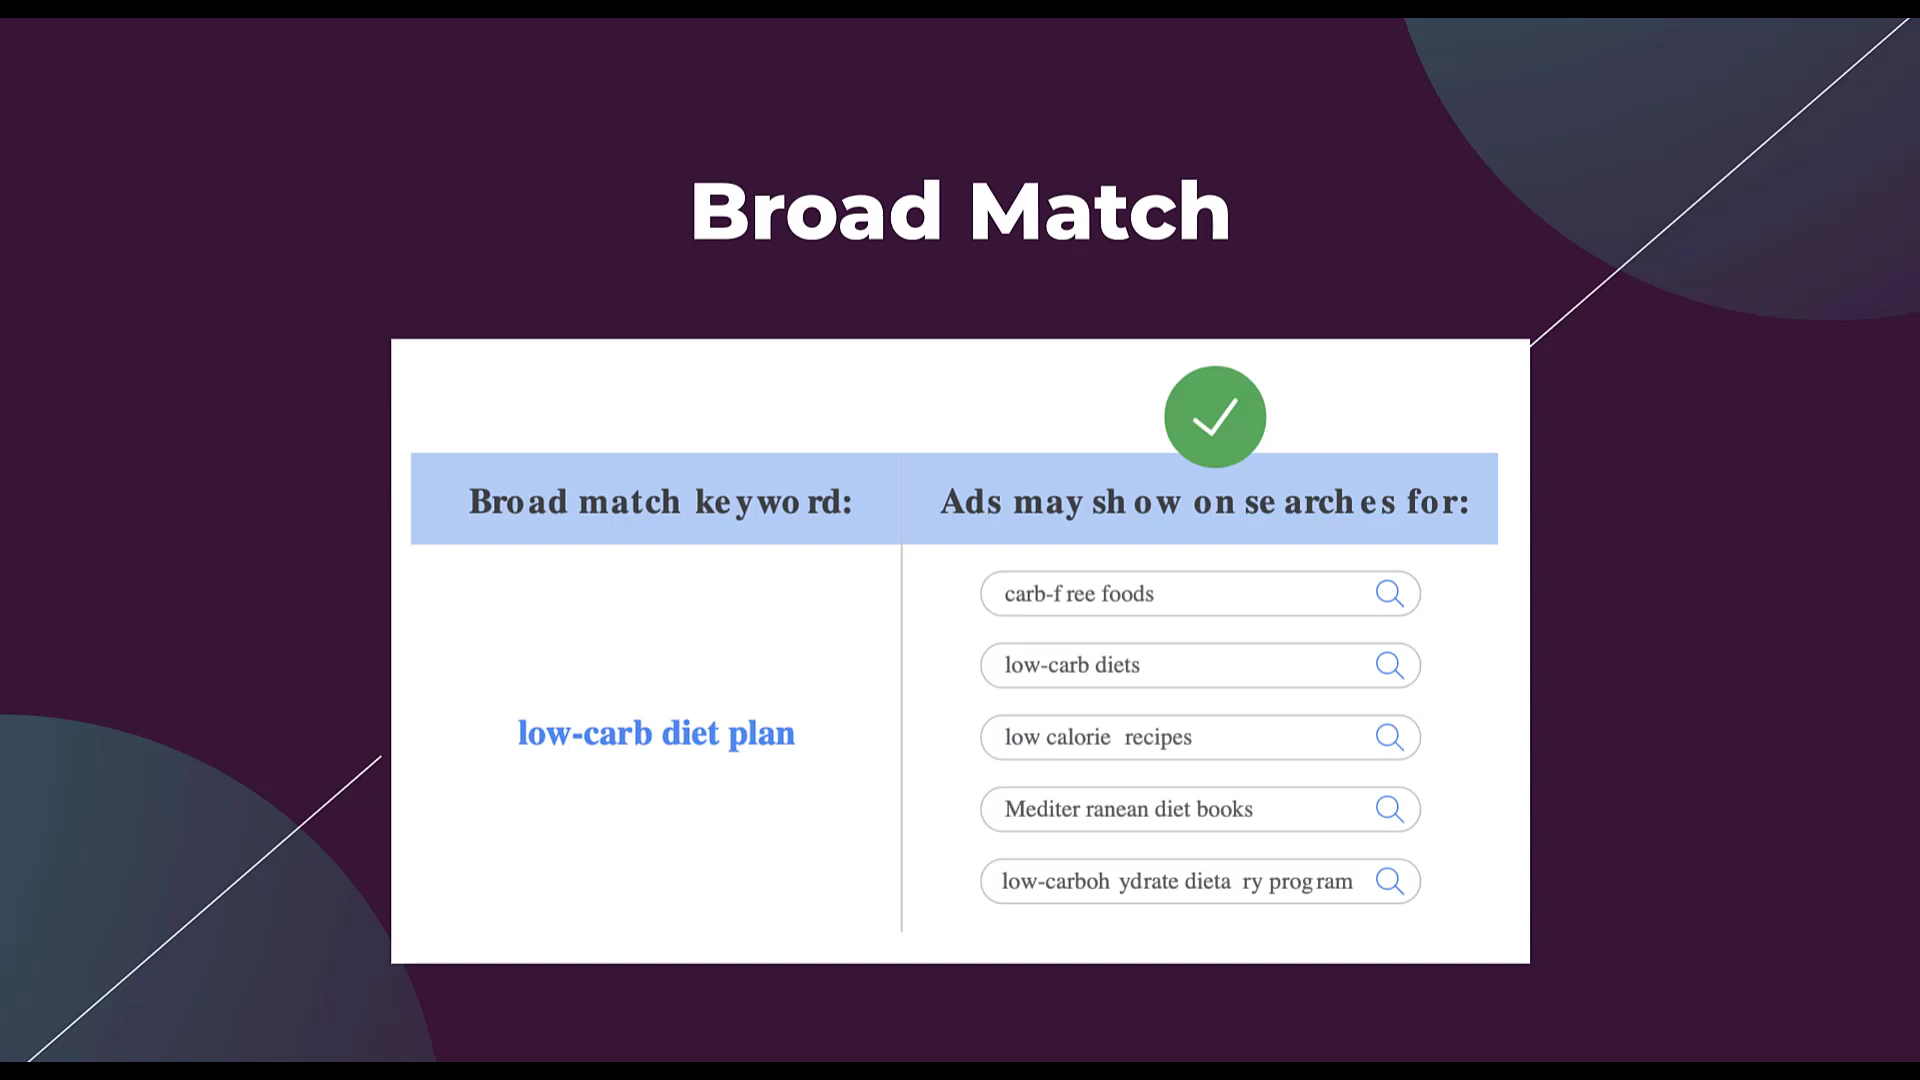 Broad Match
Broad match keyword:
Ads may show on searches for:
carb-free foods
low-carb diets
low-carb diet plan
low calorie recipes
Mediterranean diet books
low-carbohydrate dietary program